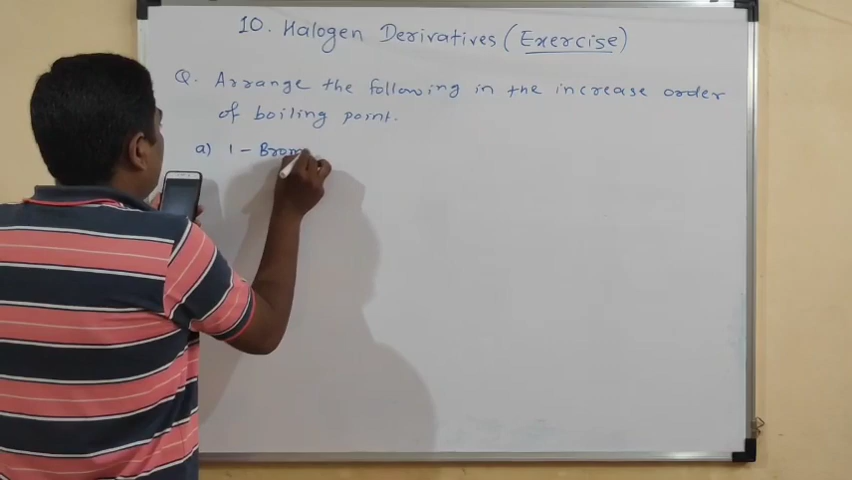 10. Halogen Derivatives (Exercise)
Q. Arrange the following in the increase order
of boiling point.
a) 1 - Brom